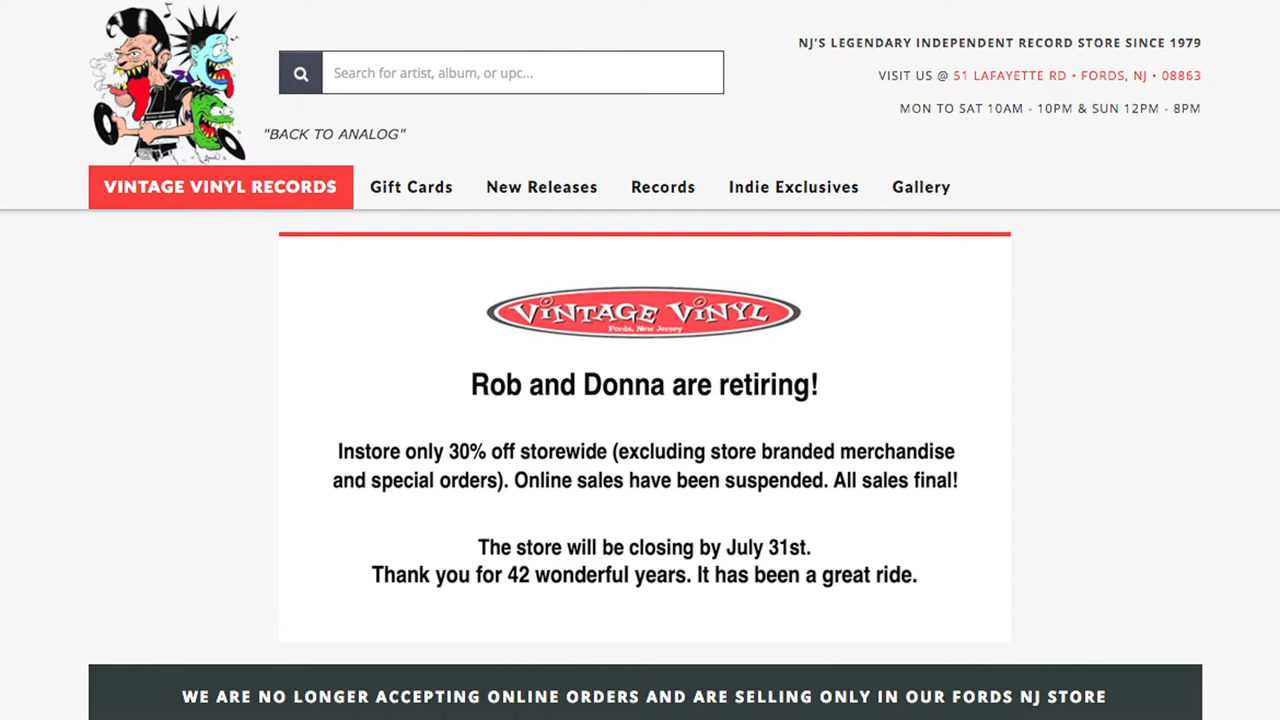 NJ'S LEGENDARY INDEPENDENT RECORD STORE SINCE 1979
Search for artist, album, or upc...
VISIT US @ 51 LAFAYETTE RD • FORDS, NJ • 08863
MON TO SAT 10AM - 10PM & SUN 12PM - 8PM
"BACK TO ANALOG"
VINTAGE VINYL RECORDS
Gift Cards
New Releases
Records
Indie Exclusives
Gallery
VINTAGE VINYL
Fords, New Jersey
Rob and Donna are retiring!
Instore only 30% off storewide (excluding store branded merchandise
and special orders). Online sales have been suspended. All sales final!
The store will be closing by July 31st.
Thank you for 42 wonderful years. It has been a great ride.
WE ARE NO LONGER ACCEPTING ONLINE ORDERS AND ARE SELLING ONLY IN OUR FORDS NJ STORE